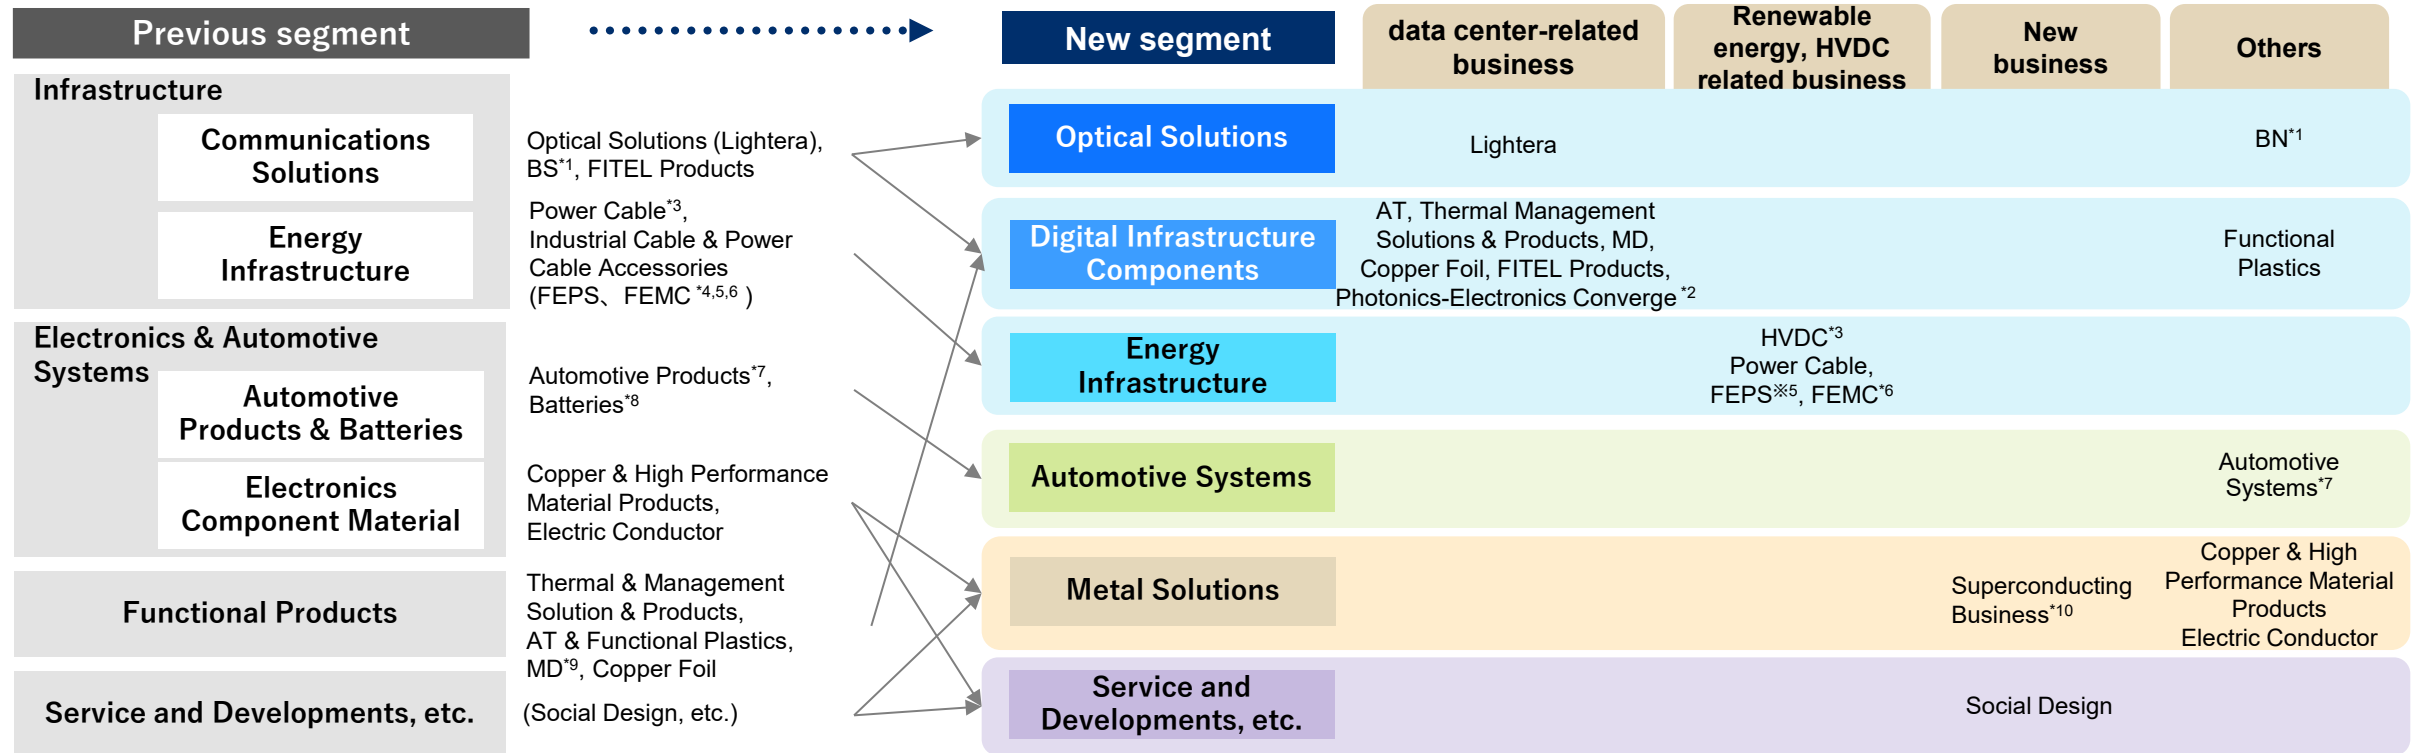 Previous segment
New segment
data center-related
business
Renewable
energy, HVDC
related business
New
business
Others
Infrastructure
Communications
Solutions
Energy
Infrastructure
Optical Solutions (Lightera),
BS*1, FITEL Products
Power Cable*3,
Industrial Cable & Power
Cable Accessories
(FEPS、FEMC *4,5,6 )
Electronics & Automotive
Systems
Automotive
Products & Batteries
Electronics
Component Material
Automotive Products*7,
Batteries*8
Copper & High Performance
Material Products,
Electric Conductor
Functional Products
Thermal & Management
Solution & Products,
AT & Functional Plastics,
MD*9, Copper Foil
Service and Developments, etc.
(Social Design, etc.)
Optical Solutions
Lightera
BN*1
Digital Infrastructure
Components
AT, Thermal Management
Solutions & Products, MD,
Copper Foil, FITEL Products,
Photonics-Electronics Converge *2
Functional
Plastics
Energy
Infrastructure
HVDC*3
Power Cable,
FEPS※5, FEMC*6
Automotive Systems
Automotive
Systems*7
Metal Solutions
Superconducting
Business*10
Copper & High
Performance Material
Products
Electric Conductor
Service and
Developments, etc.
Social Design